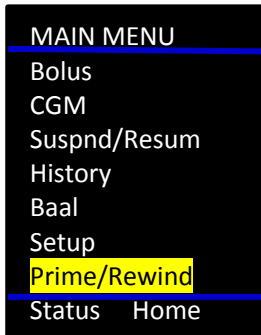 MAIN MENU
Bolus
CGM
Suspnd/Resum
History
Baal
Setup
Prime/Rewind
Status Home